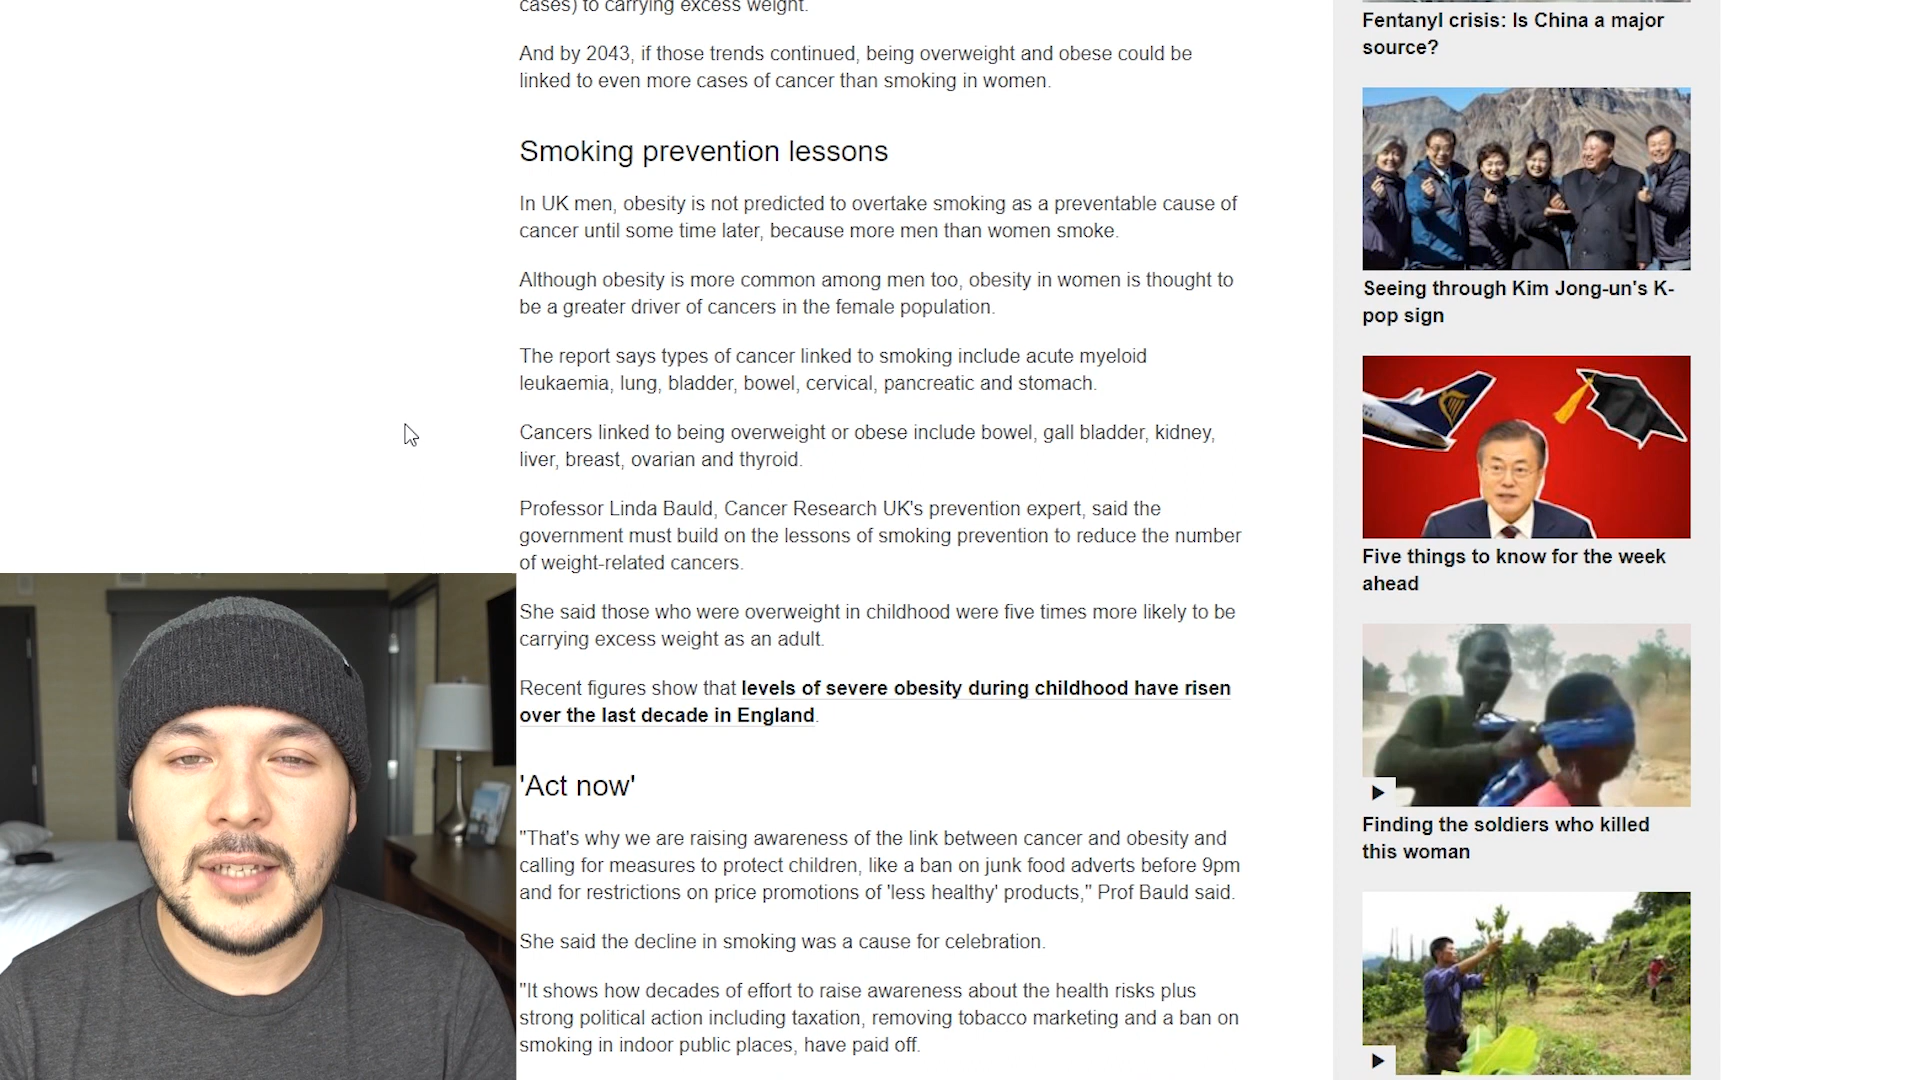 cases) to carrying excess weight.
And by 2043, if those trends continued, being overweight and obese could be
linked to even more cases of cancer than smoking in women.
Smoking prevention lessons
In UK men, obesity is not predicted to overtake smoking as a preventable cause of
cancer until some time later, because more men than women smoke.
Although obesity is more common among men too, obesity in women is thought to
be a greater driver of cancers in the female population.
The report says types of cancer linked to smoking include acute myeloid
leukaemia, lung, bladder, bowel, cervical, pancreatic and stomach.
Cancers linked to being overweight or obese include bowel, gall bladder, kidney,
liver, breast, ovarian and thyroid.
Professor Linda Bauld, Cancer Research UK's prevention expert, said the
government must build on the lessons of smoking prevention to reduce the number
of weight-related cancers.
She said those who were overweight in childhood were five times more likely to be
carrying excess weight as an adult.
Recent figures show that levels of severe obesity during childhood have risen
over the last decade in England.
'Act now'
"That's why we are raising awareness of the link between cancer and obesity and
calling for measures to protect children, like a ban on junk food adverts before 9pm
and for restrictions on price promotions of 'less healthy' products," Prof Bauld said.
She said the decline in smoking was a cause for celebration.
"It shows how decades of effort to raise awareness about the health risks plus
strong political action including taxation, removing tobacco marketing and a ban on
smoking in indoor public places, have paid off.
Fentanyl crisis: Is China a major
source?
Seeing through Kim Jong-un's K-
pop sign
Five things to know for the week
ahead
Finding the soldiers who killed
this woman